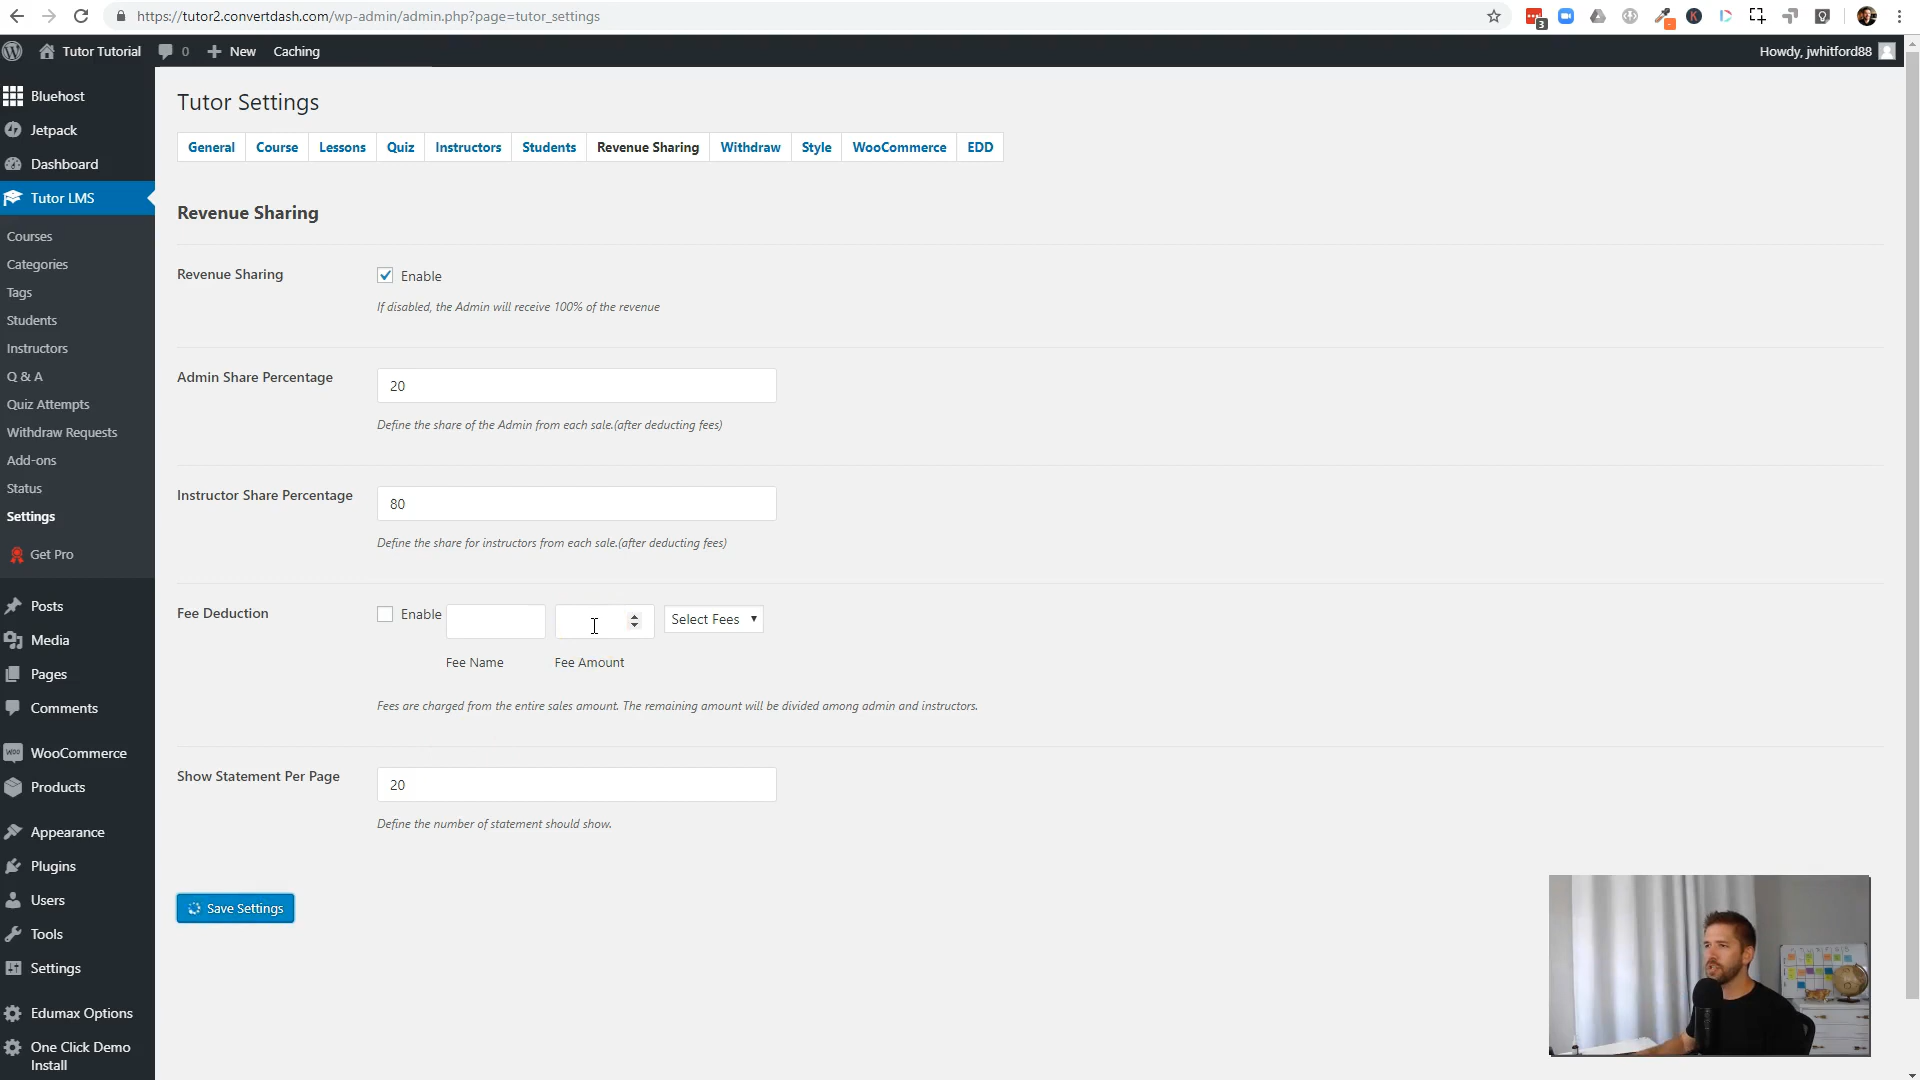 https://tutor2.convertdash.com/wp-admin/admin.php?page=tutor_settings
3
Tutor Tutorial 0 New Caching Howdy, jwhitford88
Bluehost
Jetpack
Dashboard
Tutor LMS
Courses
Categories
Tags
Students
Instructors
Q & A
Quiz Attempts
Withdraw Requests
Add-ons
Status
Settings
Get Pro
Posts
Media
Pages
Comments
WooCommerce
Products
Appearance
Plugins
Users
Tools
Settings
Edumax Options
One Click Demo
Install
Tutor Settings
General Course Lessons Quiz Instructors Students Revenue Sharing Withdraw Style WooCommerce EDD
Revenue Sharing
Revenue Sharing Enable
If disabled, the Admin will receive 100% of the revenue
Admin Share Percentage 20
Define the share of the Admin from each sale.(after deducting fees)
Instructor Share Percentage 80
Define the share for instructors from each sale.(after deducting fees)
Fee Deduction Enable Select Fees
Fee Name Fee Amount
Fees are charged from the entire sales amount. The remaining amount will be divided among admin and instructors.
Show Statement Per Page 20
Define the number of statement should show.
Save Settings